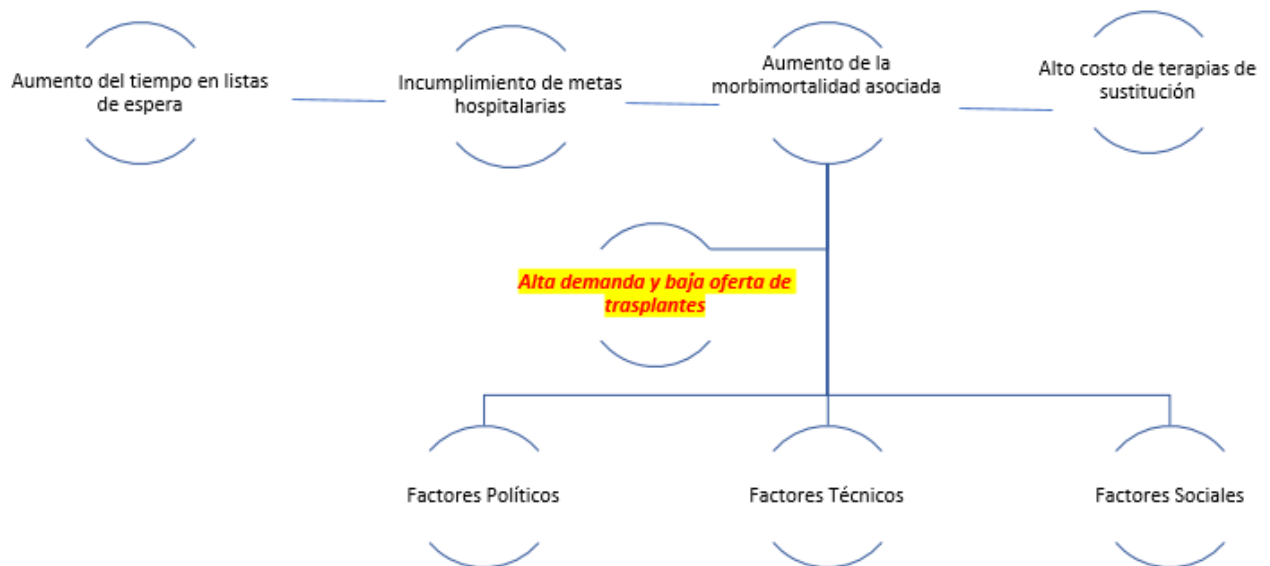 Aumento del tiempo en listas
de espera
Incumplimiento de metas
hospitalarias
Aumento de la
morbimortalidad asociada
Alto costo de terapias de
sustitución
Alta demanda y baja oferta de
trasplantes
Factores Políticos
Factores Técnicos
Factores Sociales